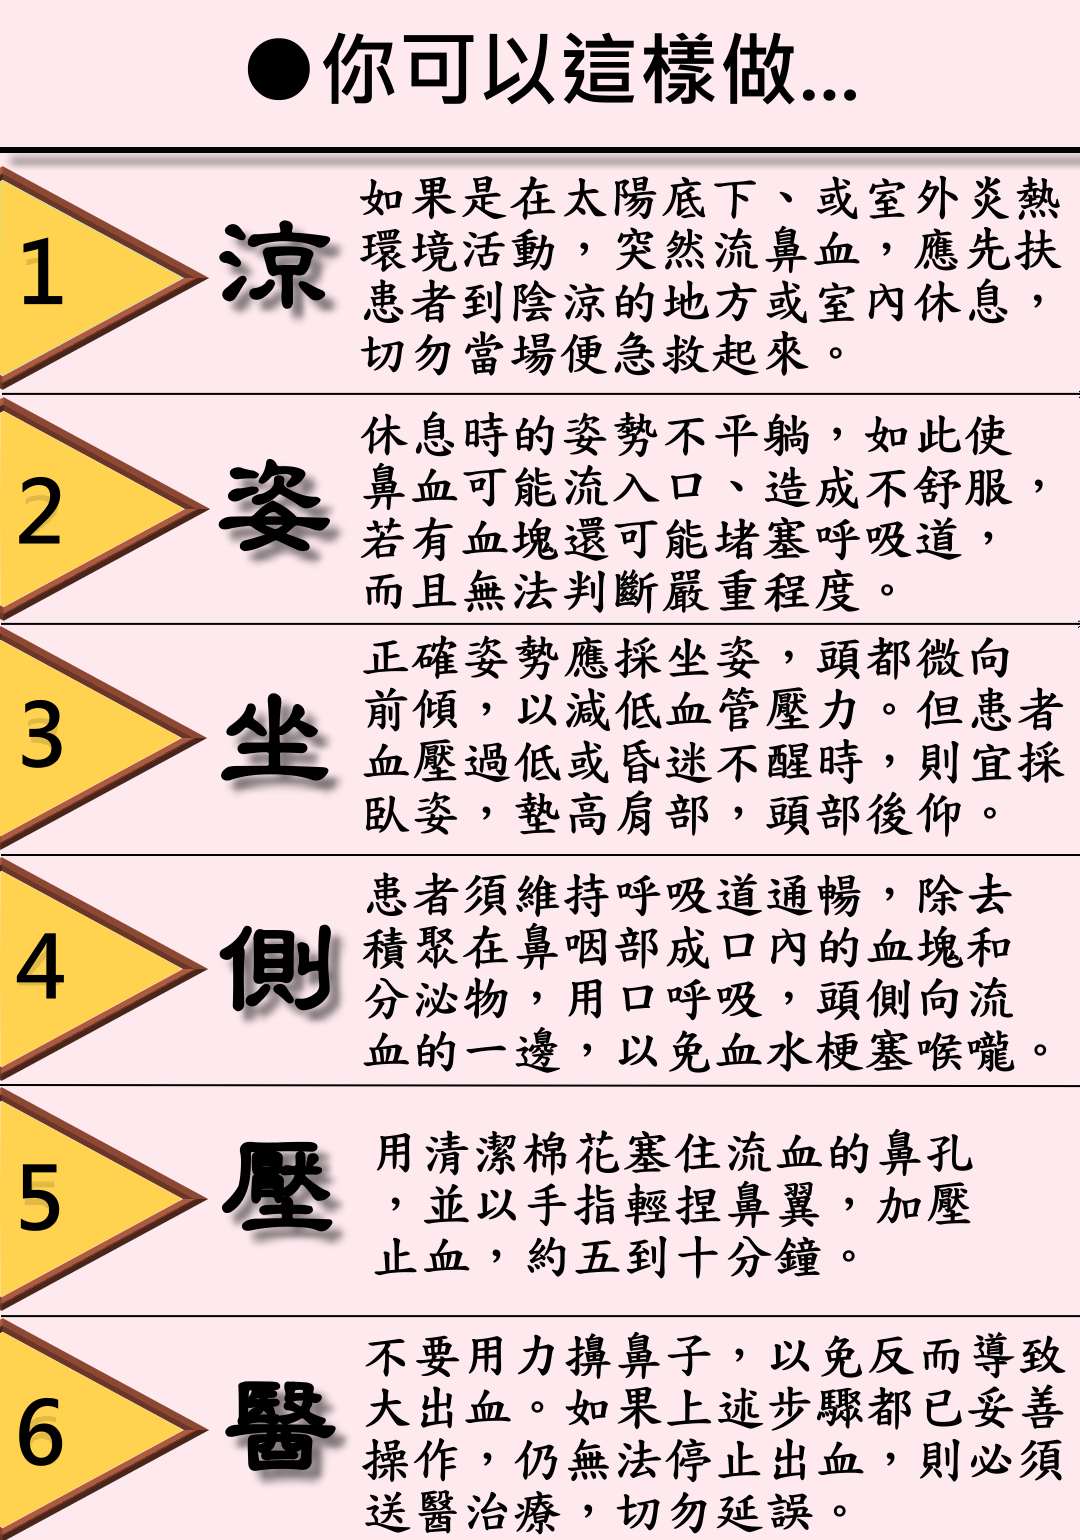 ●你可以這樣做...
1
涼
如果是在太陽底下、或室外炎熱
環境活動，突然流鼻血，應先扶
患者到陰涼的地方或室內休息，
切勿當場便急救起來。
2
姿
休息時的姿勢不平躺，如此使
鼻血可能流入口、造成不舒服，
若有血塊還可能堵塞呼吸道，
而且無法判斷嚴重程度。
3
坐
正確姿勢應採坐姿，頭都微向
前傾，以減低血管壓力。但患者
血壓過低或昏迷不醒時，則宜採
臥姿，墊高肩部，頭部後仰。
4
側
患者須維持呼吸道通暢，除去
積聚在鼻咽部成口內的血塊和
分泌物，用口呼吸，頭側向流
血的一邊，以免血水梗塞喉嚨。
5
壓
用清潔棉花塞住流血的鼻孔
，並以手指輕捏鼻翼，加壓
止血，約五到十分鐘。
6
醫
不要用力擤鼻子，以免反而導致
大出血。如果上述步驟都已妥善
操作，仍無法停止出血，則必須
送醫治療，切勿延誤。